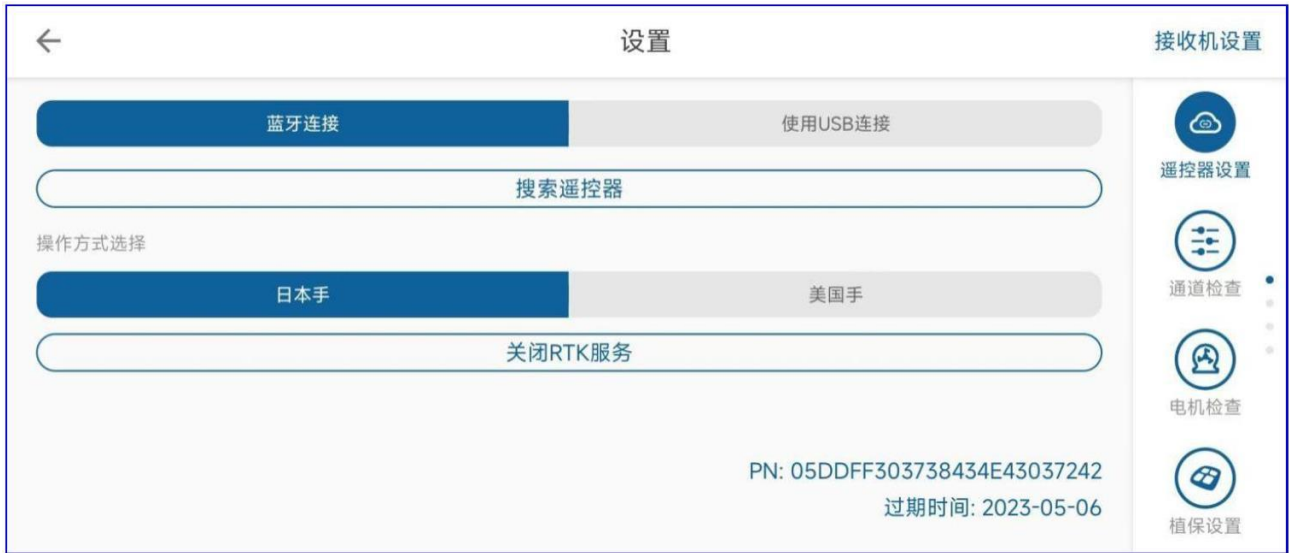 设置
接收机设置
蓝牙连接
使用USB连接
搜索遥控器
操作方式选择
日本手
美国手
关闭RTK服务
PN: 05DDFF303738434E43037242
过期时间: 2023-05-06
遥控器设置
通道检查
电机检查
植保设置